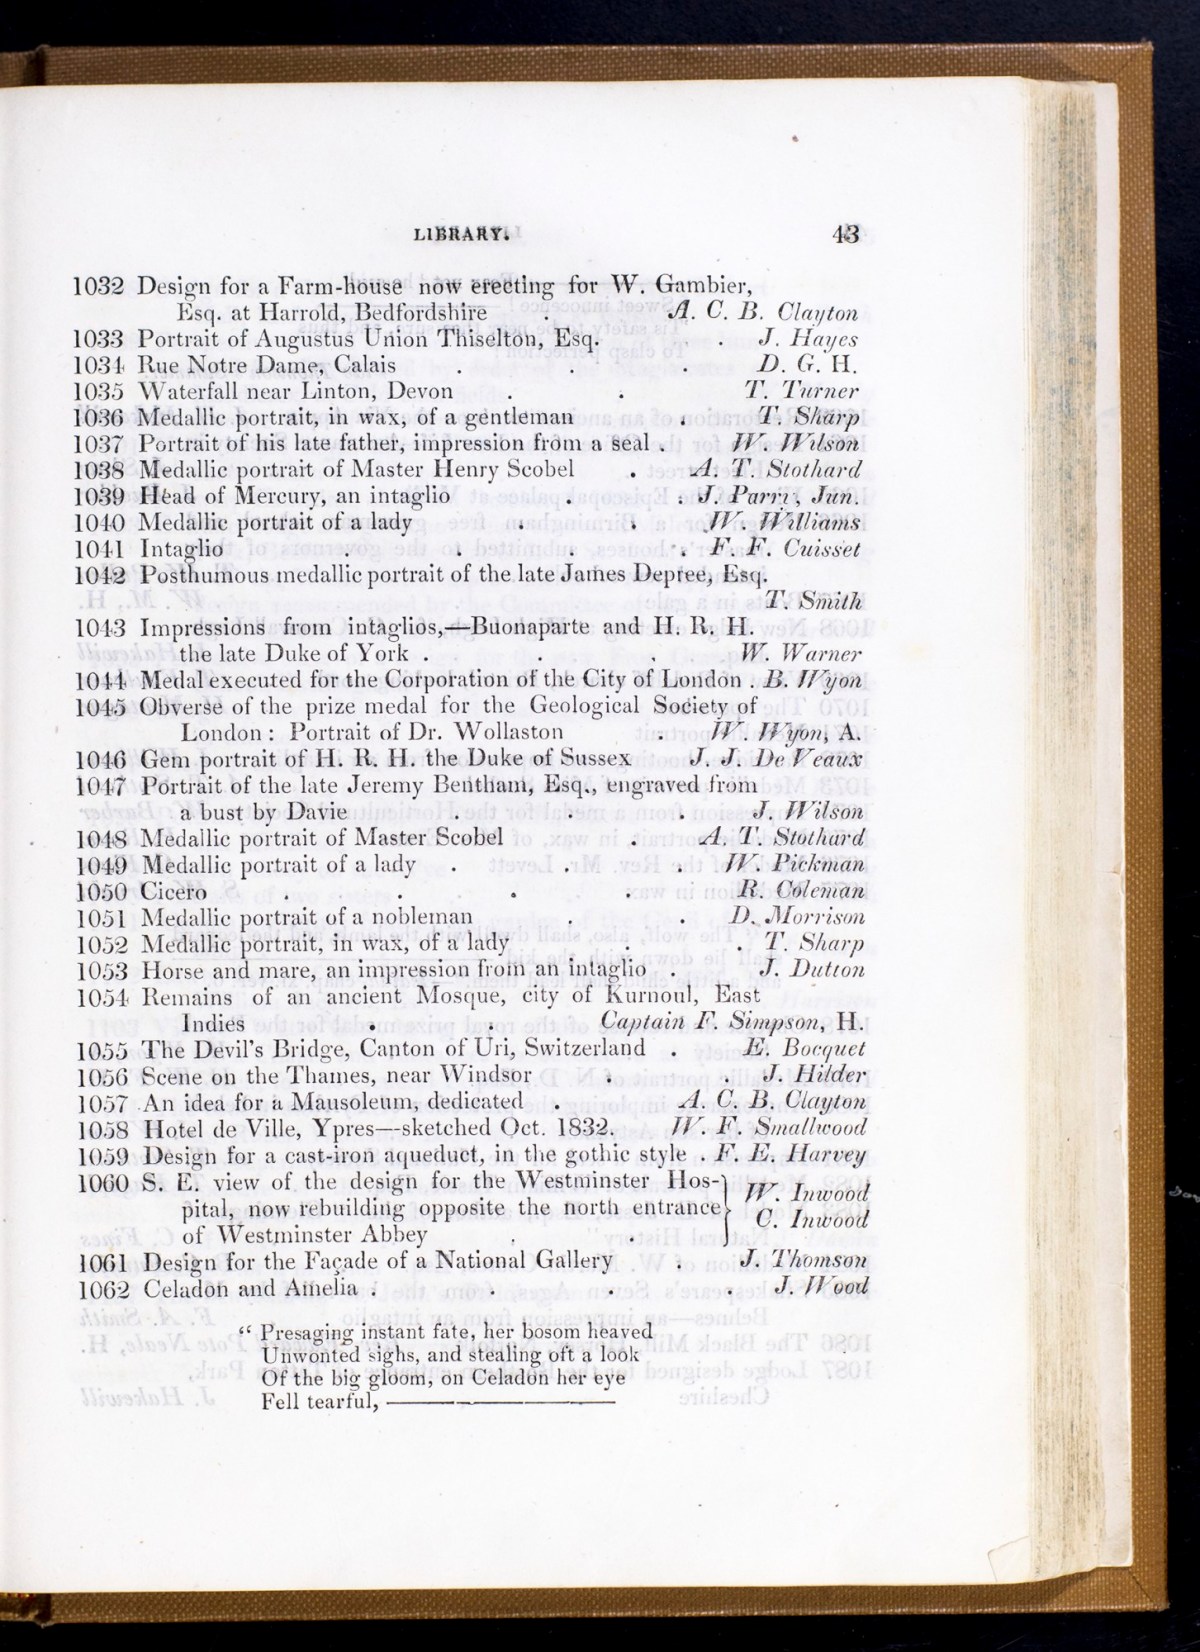 LIBRARY. 43
1032 Design for a Farm-house now erecting for W. Gambier,
Esq. at Harrold, Bedfordshire . A. C. B. Clayton
1033 Portrait of Augustus Union Thiselton, Esq. . J. Hayes
1034 Rue Notre Dame, Calais . . . D. G. H.
1035 Waterfall near Linton, Devon . . T. Turner
1036 Medallic portrait, in wax, of a gentleman . T. Sharp
1037 Portrait of his late father, impression from a seal . W. Wilson
1038 Medallic portrait of Master Henry Scobel . A. T. Stothard
1039 Head of Mercury, an intaglio . . J. Parry, Jun.
1040 Medallic portrait of a lady . . W. Williams
1041 Intaglio . . . . F. F. Cuisset
1042 Posthumous medallic portrait of the late James Depree, Esq.
T. Smith
1043 Impressions from intaglios,—Buonaparte and H. R. H.
the late Duke of York . . . W. Warner
1044 Medal executed for the Corporation of the City of London . B. Wyon
1045 Obverse of the prize medal for the Geological Society of
London : Portrait of Dr. Wollaston . W. Wyon, A.
1046 Gem portrait of H. R. H. the Duke of Sussex J. J. De Veaux
1047 Portrait of the late Jeremy Bentham, Esq., engraved from
a bust by Davie . . . J. Wilson
1048 Medallic portrait of Master Scobel . A. T. Stothard
1049 Medallic portrait of a lady . . . W. Pickman
1050 Cicero . . . . R. Coleman
1051 Medallic portrait of a nobleman . . D. Morrison
1052 Medallic portrait, in wax, of a lady . . T. Sharp
1053 Horse and mare, an impression from an intaglio . J. Dutton
1054 Remains of an ancient Mosque, city of Kurnoul, East
Indies . . Captain F. Simpson, H.
1055 The Devil's Bridge, Canton of Uri, Switzerland . E. Bocquet
1056 Scene on the Thames, near Windsor . . J. Hilder
1057 An idea for a Mausoleum, dedicated . A. C. B. Clayton
1058 Hotel de Ville, Ypres—sketched Oct. 1832. W. F. Smallwood
1059 Design for a cast-iron aqueduct, in the gothic style . F. E. Harvey
1060 S. E. view of the design for the Westminster Hos-} W. Inwood
pital, now rebuilding opposite the north entrance} C. Inwood
of Westminster Abbey . .
1061 Design for the Façade of a National Gallery . J. Thomson
1062 Celadon and Amelia . . . . J. Wood
“ Presaging instant fate, her bosom heaved
Unwonted sighs, and stealing oft a look
Of the big gloom, on Celadon her eye
Fell tearful, ———